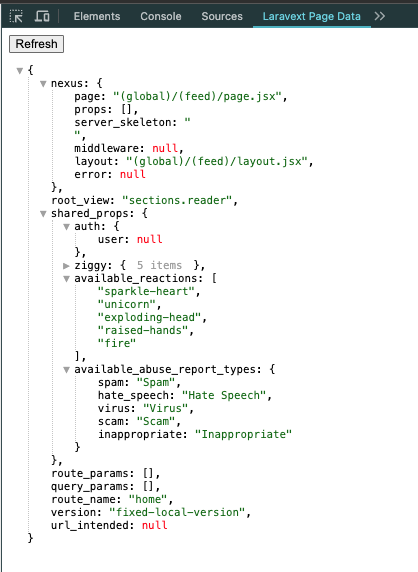 Elements Console Sources Laravext Page Data
Refresh
{
nexus: {
page: "(global)/(feed)/page.jsx",
props: [],
server_skeleton: "
",
middleware: null,
layout: "(global)/(feed)/layout.jsx",
error: null
},
root_view: "sections.reader",
shared_props: {
auth: {
user: null
},
ziggy: { 5 items },
available_reactions: [
"sparkle-heart",
"unicorn",
"exploding-head",
"raised-hands",
"fire"
],
available_abuse_report_types: {
spam: "Spam",
hate_speech: "Hate Speech",
virus: "Virus",
scam: "Scam",
inappropriate: "Inappropriate"
}
},
route_params: [],
query_params: [],
route_name: "home",
version: "fixed-local-version",
url_intended: null
}